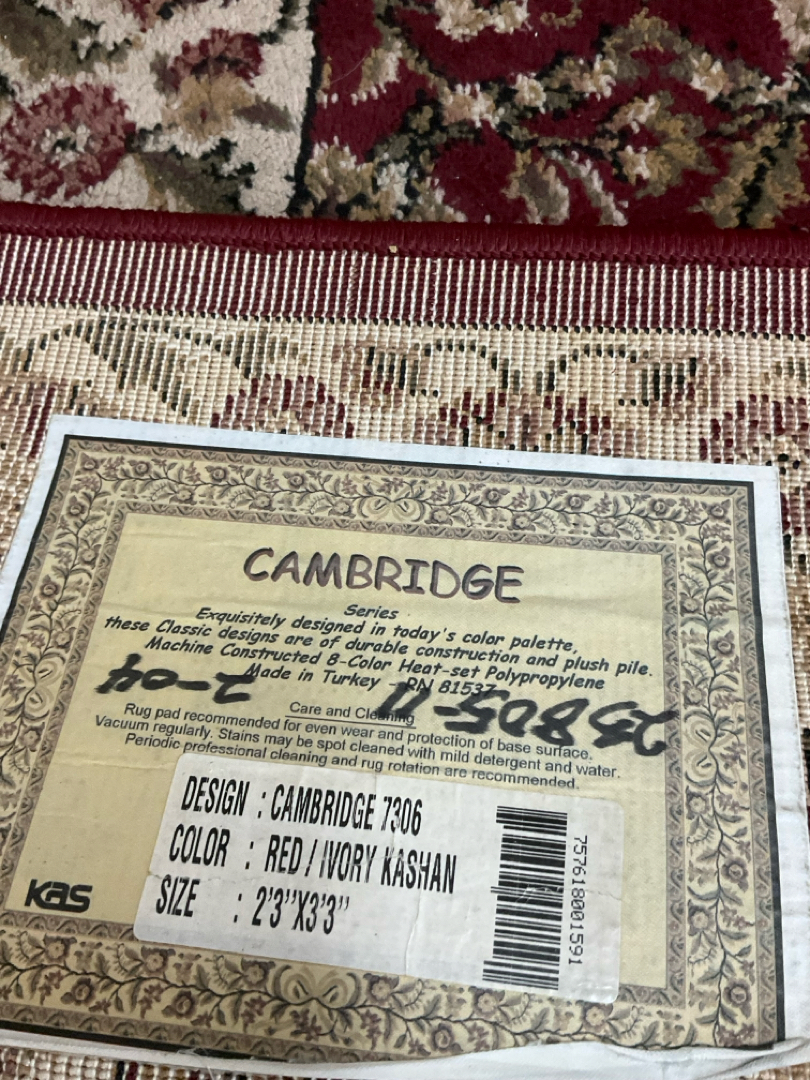 CAMBRIDGE
Series
Exquisitely designed in today's color palette,
these Classic designs are of durable construction and plush pile.
Machine Constructed 8-Color Heat-set Polypropylene
Made in Turkey RN 81537
Care and Cleaning
Rug pad recommended for even wear and protection of base surface.
Vacuum regularly. Stains may be spot cleaned with mild detergent and water.
Periodic professional cleaning and rug rotation are recommended.
DESIGN : CAMBRIDGE 7306
COLOR : RED / IVORY KASHAN
SIZE : 2'3''X3'3''
757618001591
kas